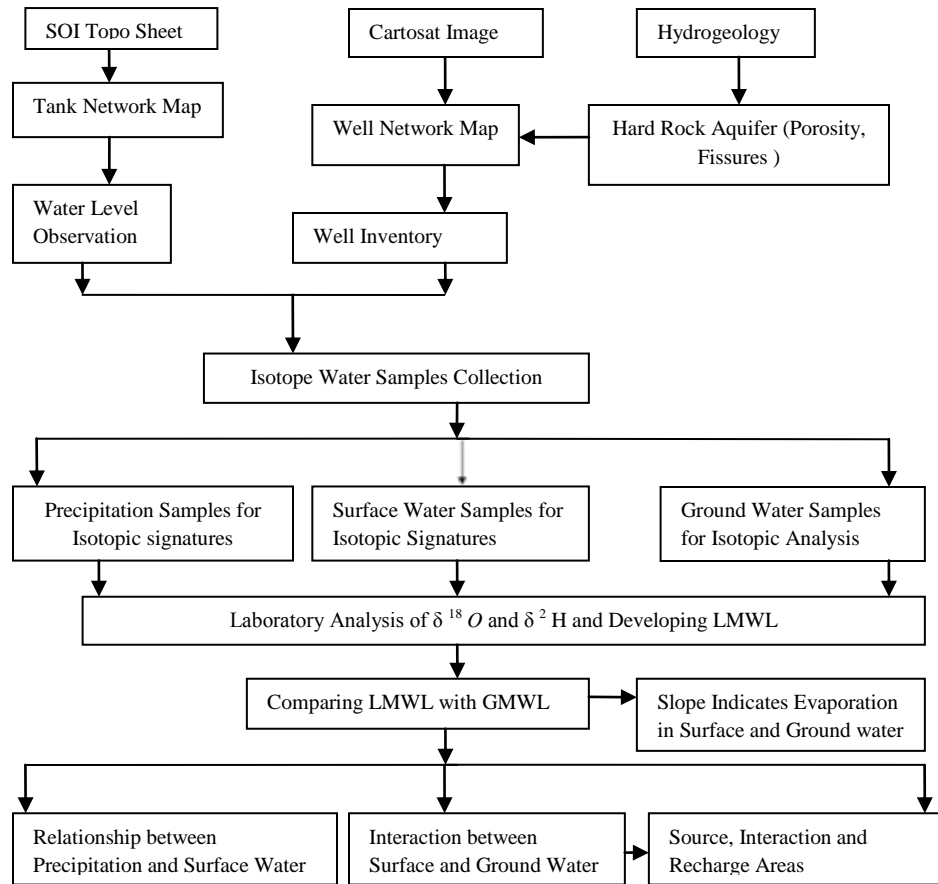 SOI Topo Sheet
Cartosat Image
Hydrogeology
Tank Network Map
Well Network Map
Hard Rock Aquifer (Porosity,
Fissures )
Water Level
Observation
Well Inventory
Isotope Water Samples Collection
Precipitation Samples for
Isotopic signatures
Surface Water Samples for
Isotopic Signatures
Ground Water Samples
for Isotopic Analysis
Laboratory Analysis of δ ¹⁸ O and δ ² H and Developing LMWL
Comparing LMWL with GMWL
Slope Indicates Evaporation
in Surface and Ground water
Relationship between
Precipitation and Surface Water
Interaction between
Surface and Ground Water
Source, Interaction and
Recharge Areas